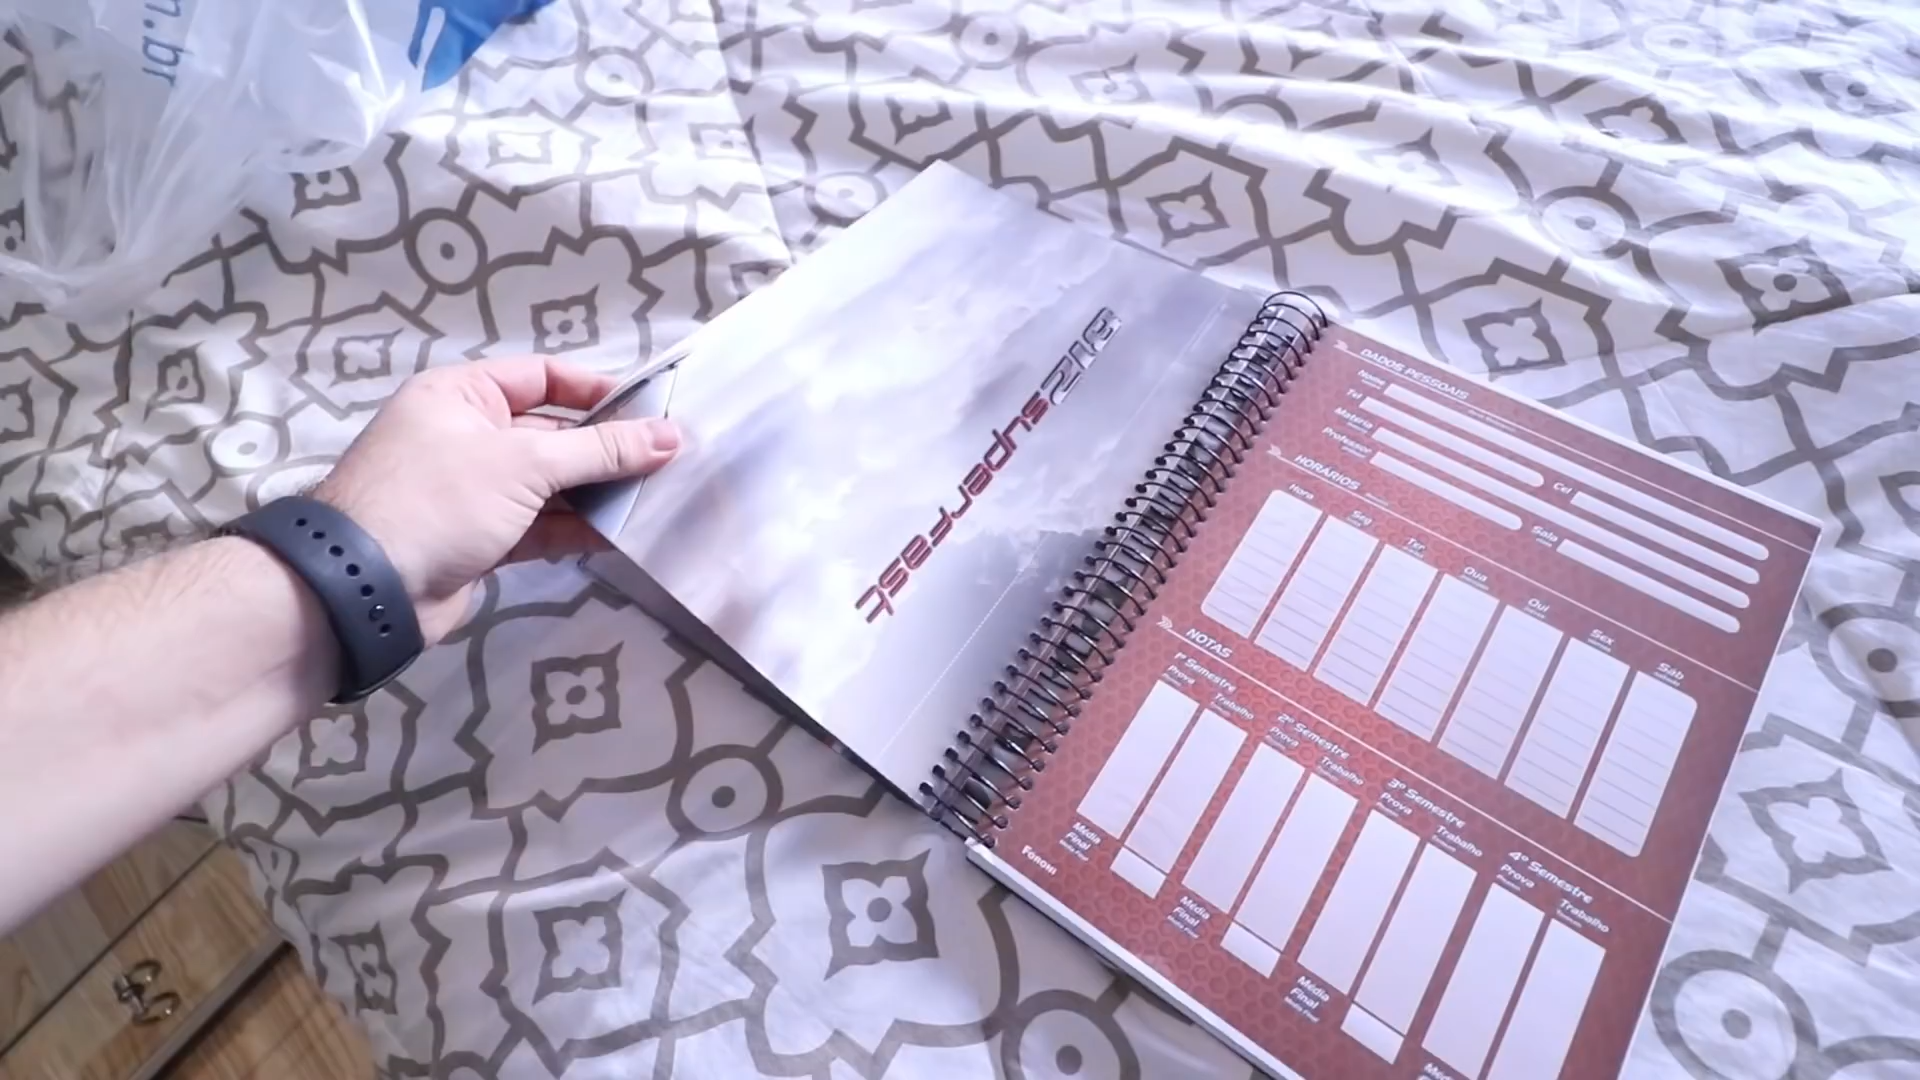 n.br
superfast
DADOS PESSOAIS
Nome
Tel
Cel
Matéria
Professor
Sala
HORÁRIOS
Hora
Seg
Ter
Qua
Qui
Sex
Sáb
NOTAS
1º Semestre
Prova
Trabalho
2º Semestre
Prova
Trabalho
3º Semestre
Prova
Trabalho
4º Semestre
Prova
Trabalho
Média
Final
Média
Final
Média
Final
FORONI